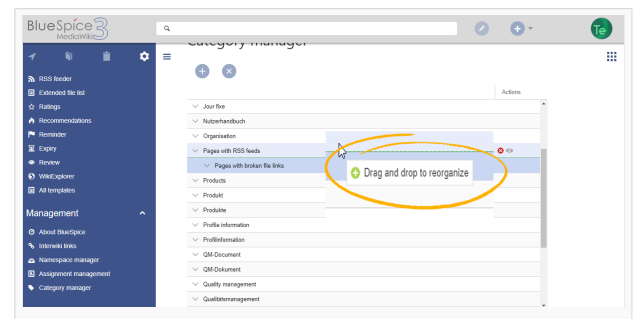 BlueSpice 3
MediaWiki
Te
Category manager
RSS feeder
Extended file list
Ratings
Recommendations
Reminder
Expiry
Review
WikiExplorer
All templates
Management
About BlueSpice
Interwiki links
Namespace manager
Assignment management
Category manager
Actions
Jour fixe
Nutzerhandbuch
Organisation
Pages with RSS feeds
Pages with broken file links
Drag and drop to reorganize
Products
Produkt
Produkte
Profile information
Profilinformation
QM-Document
QM-Dokument
Quality management
Qualitätsmanagement